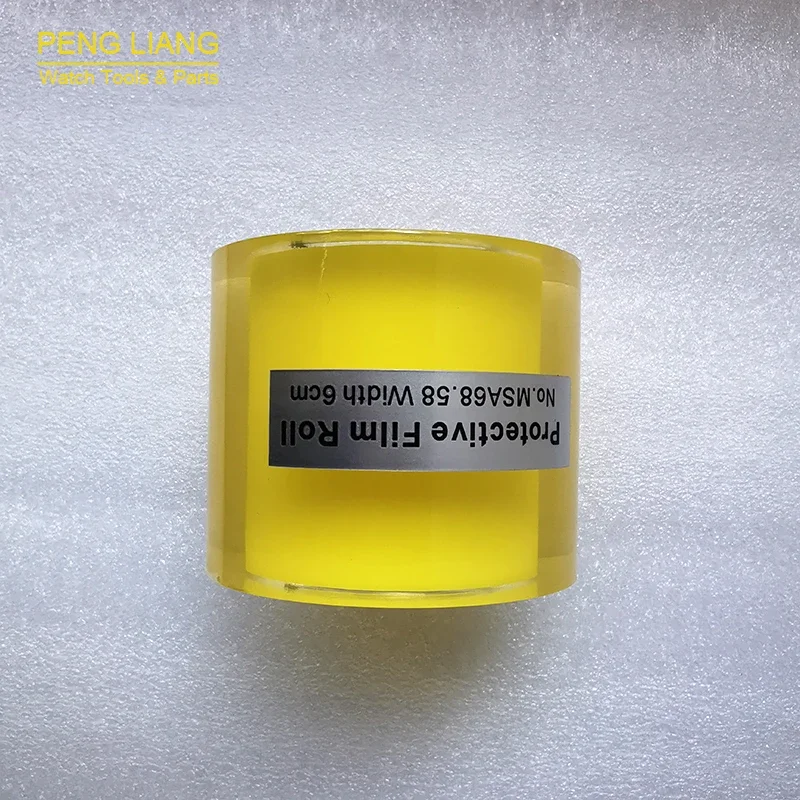 PENG LIANG
Watch Tools & Parts
Protective Film Roll
No.MSA68.58 Width 6cm